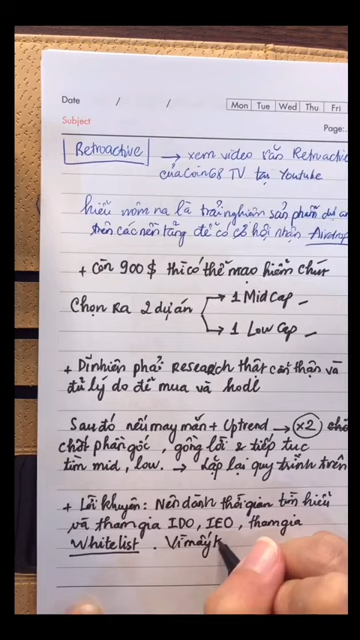 Date / /
Mon Tue Wed Thu Fri
Subject
Page:
Retroactive → xem video săn Retroactiv
của Coin68 TV tại Youtube
hiểu nôm na là trải nghiệm sản phẩm dự án
trên các nền tảng để có cơ hội nhận Airdrop
+ Còn 900$ thì có thể mạo hiểm chút
Chọn ra 2 dự án → 1 Mid Cap
→ 1 Low Cap
+ Dĩ nhiên phải Research thật cẩn thận và
đủ lý do để mua và hodl
Sau đó nếu may mắn + Uptrend → x2
chốt phần gốc, gồng lời & tiếp tục
tìm mid, low. → Lặp lại quy trình trên
+ Lời khuyên: Nên dành thời gian tìm hiểu
và tham gia IDO, IEO, tham gia
Whitelist. Vì mấy